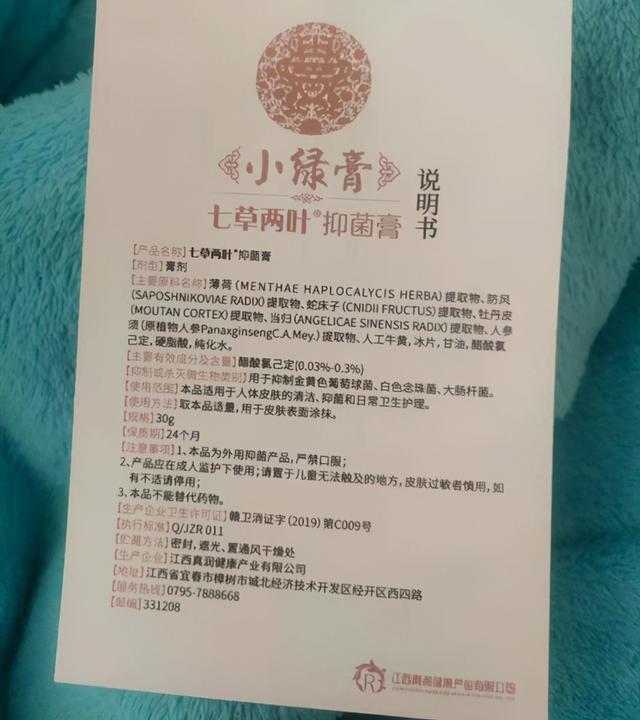 小绿膏
七草两叶®抑菌膏
说明书
[产品名称]七草两叶®抑菌膏
[剂型]膏剂
[主要原料名称]薄荷(MENTHAE HAPLOCALYCIS HERBA)提取物、防风
(SAPOSHNIKOVIAE RADIX)提取物、蛇床子(CNIDII FRUCTUS)提取物、牡丹皮
(MOUTAN CORTEX)提取物、当归(ANGELICAE SINENSIS RADIX)提取物、人参
须(原植物人参PanaxginsengC.A.Mey.)提取物、人工牛黄,冰片,甘油,醋酸氯
己定,硬脂酸,纯化水。
[主要有效成分及含量]醋酸氯己定(0.03%-0.3%)
[抑制或杀灭微生物类别]用于抑制金黄色葡萄球菌、白色念珠菌、大肠杆菌。
[使用范围]本品适用于人体皮肤的清洁、抑菌和日常卫生护理。
[使用方法]取本品适量,用于皮肤表面涂抹。
[规格]30g
[保质期]24个月
[注意事项]1、本品为外用抑菌产品,严禁口服;
2、产品应在成人监护下使用;请置于儿童无法触及的地方,皮肤过敏者慎用,如
有不适请停用;
3、本品不能替代药物。
[生产企业卫生许可证]赣卫消证字(2019)第C009号
[执行标准]Q/JZR 011
[贮藏方法]密封,遮光、置通风干燥处
[生产企业]江西真润健康产业有限公司
[地址]江西省宜春市樟树市城北经济技术开发区经开区西四路
[服务热线]0795-7888668
[邮编]331208
江西真润健康产业有限公司